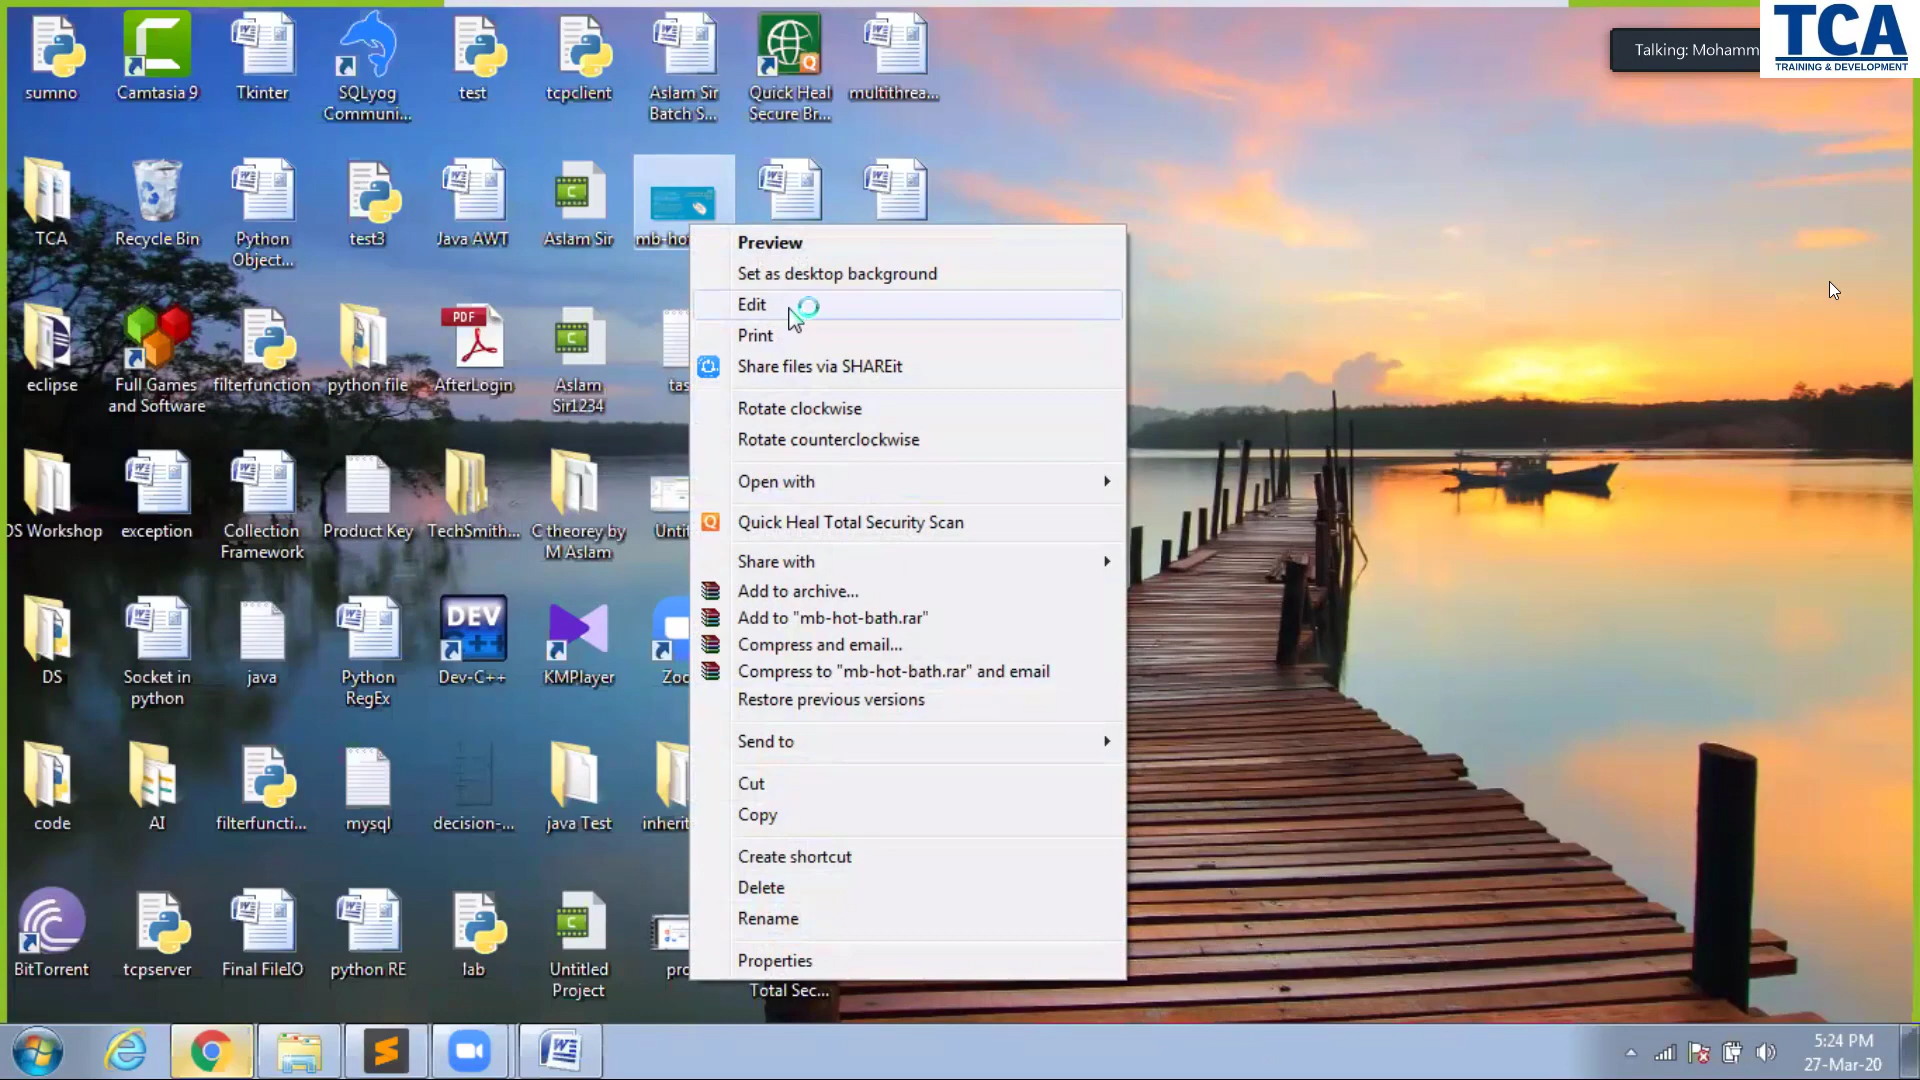 Talking: Mohamm
TCA
TRAINING & DEVELOPMENT
sumno
Camtasia 9
Tkinter
SQLyog
Communi...
test
tcpclient
Aslam Sir
Batch S...
Quick Heal
Secure Br...
multithrea...
TCA
Recycle Bin
Python
Object...
test3
Java AWT
Aslam Sir
mb-ho
eclipse
Full Games
and Software
filterfunction
python file
PDF
AfterLogin
Aslam
Sir1234
tas
DS Workshop
exception
Collection
Framework
Product Key
TechSmith...
C theorey by
M Aslam
Unti
DS
Socket in
python
java
Python
RegEx
DEV
C++
Dev-C++
KMPlayer
Zoo
code
AI
filterfuncti...
mysql
decision-...
java Test
inherit
BitTorrent
tcpserver
Final FileIO
python RE
lab
Untitled
Project
pro
Total Sec...
Preview
Set as desktop background
Edit
Print
Share files via SHAREit
Rotate clockwise
Rotate counterclockwise
Open with
Quick Heal Total Security Scan
Share with
Add to archive...
Add to "mb-hot-bath.rar"
Compress and email...
Compress to "mb-hot-bath.rar" and email
Restore previous versions
Send to
Cut
Copy
Create shortcut
Delete
Rename
Properties
5:24 PM
27-Mar-20